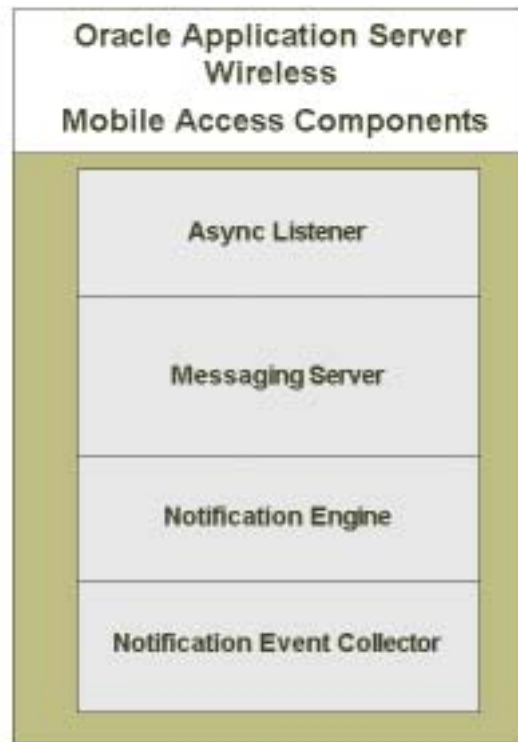 Oracle Application Server
Wireless
Mobile Access Components
Async Listener
Messaging Server
Notification Engine
Notification Event Collector